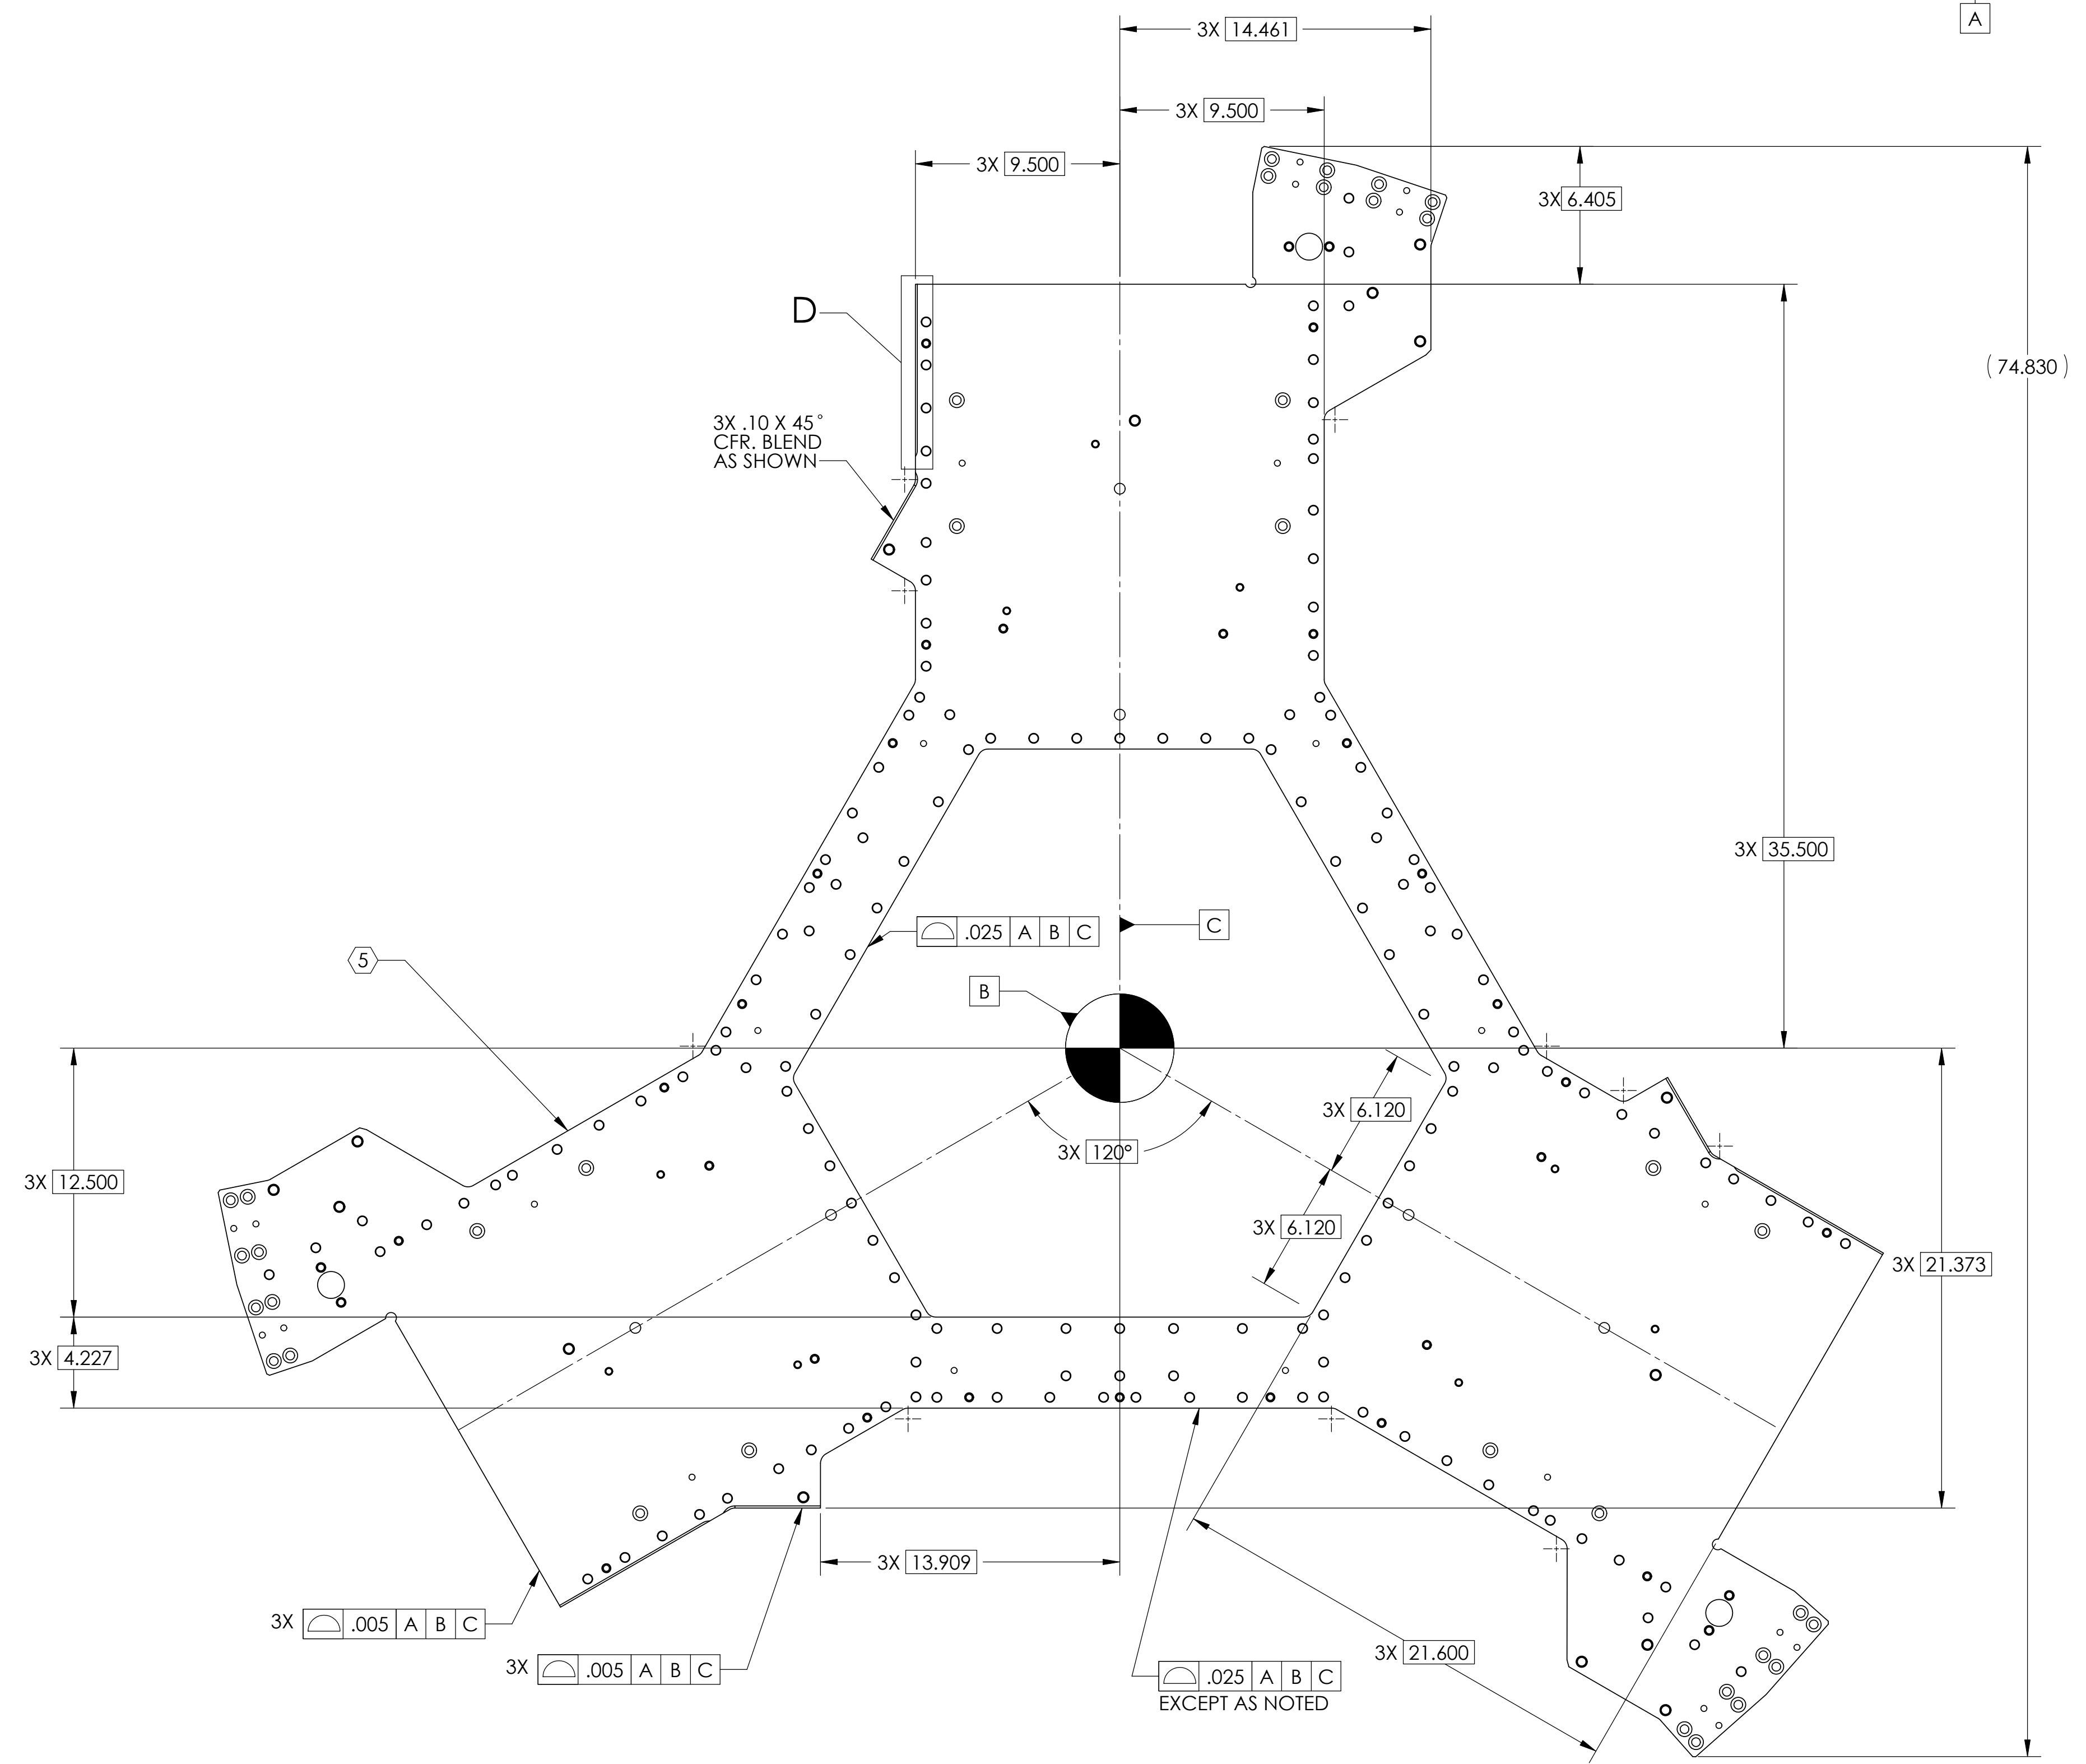 3X 14.461
A
3X 9.500
3X 9.500
3X 6.405
D
( 74.830 )
3X .10 X 45°
CFR. BLEND
AS SHOWN
3X 35.500
.025 A B C
C
5
B
3X 6.120
3X 120°
3X 12.500
3X 6.120
3X 21.373
3X 4.227
3X 13.909
3X .005 A B C
3X .005 A B C
3X 21.600
.025 A B C
EXCEPT AS NOTED